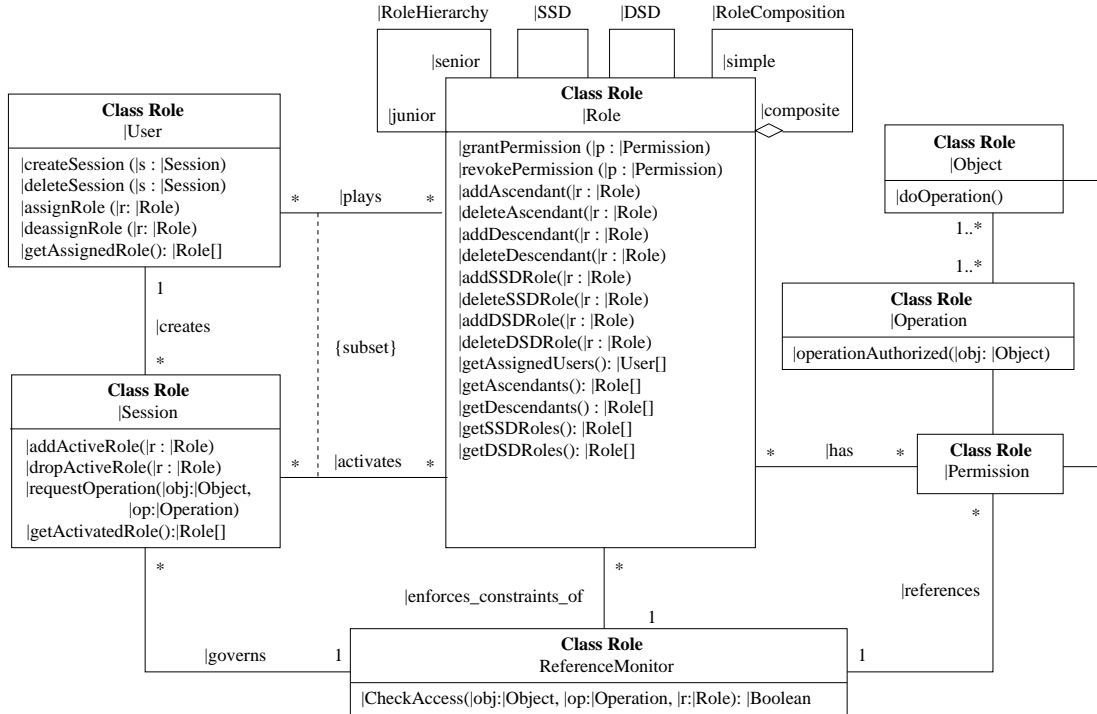 |RoleHierarchy
|SSD
|DSD
|RoleComposition
|senior
|simple
|junior
|composite
Class Role
|User
|createSession (|s : |Session)
|deleteSession (|s : |Session)
|assignRole (|r: |Role)
|deassignRole (|r: |Role)
|getAssignedRole(): |Role[]
* |plays *
Class Role
|Role
|grantPermission (|p : |Permission)
|revokePermission (|p : |Permission)
|addAscendant(|r : |Role)
|deleteAscendant(|r : |Role)
|addDescendant(|r : |Role)
|deleteDescendant(|r : |Role)
|addSSDRole(|r : |Role)
|deleteSSDRole(|r : |Role)
|addDSDRole(|r : |Role)
|deleteDSDRole(|r : |Role)
|getAssignedUsers(): |User[]
|getAscendants(): |Role[]
|getDescendants() : |Role[]
|getSSDRoles(): |Role[]
|getDSDRoles(): |Role[]
Class Role
|Object
|doOperation()
1..*
1..*
Class Role
|Operation
|operationAuthorized(|obj: |Object)
1
|creates
*
{subset}
Class Role
|Session
|addActiveRole(|r : |Role)
|dropActiveRole(|r : |Role)
|requestOperation(|obj:|Object,
|op:|Operation)
|getActivatedRole():|Role[]
* |activates *
* |has *
Class Role
|Permission
*
*
*
|enforces_constraints_of
|references
1
|governs
1
1
Class Role
ReferenceMonitor
|CheckAccess(|obj:|Object, |op:|Operation, |r:|Role): |Boolean